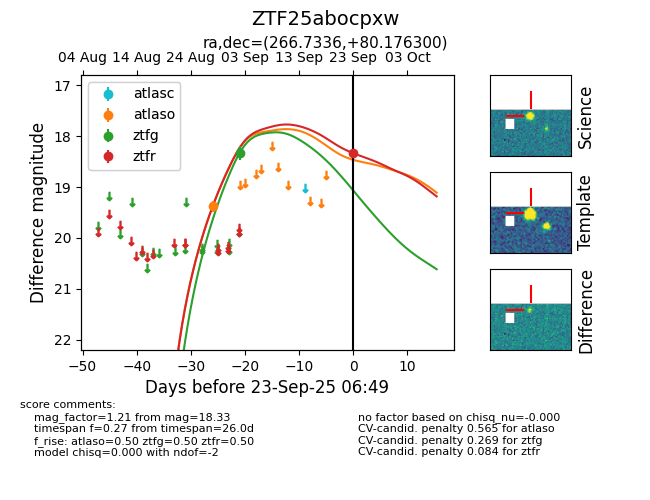 ZTF25abocpxw
ra,dec=(266.7336,+80.176300)
04 Aug 14 Aug 24 Aug 03 Sep 13 Sep 23 Sep 03 Oct
17
18
19
20
21
22
Difference magnitude
atlasc
atlaso
ztfg
ztfr
−50 −40 −30 −20 −10 0 10
Days before 23-Sep-25 06:49
Science
Template
Difference
score comments:
mag_factor=1.21 from mag=18.33
timespan f=0.27 from timespan=26.0d
f_rise: atlaso=0.50 ztfg=0.50 ztfr=0.50
model chisq=0.000 with ndof=-2
no factor based on chisq_nu=-0.000
CV-candid. penalty 0.565 for atlaso
CV-candid. penalty 0.269 for ztfg
CV-candid. penalty 0.084 for ztfr